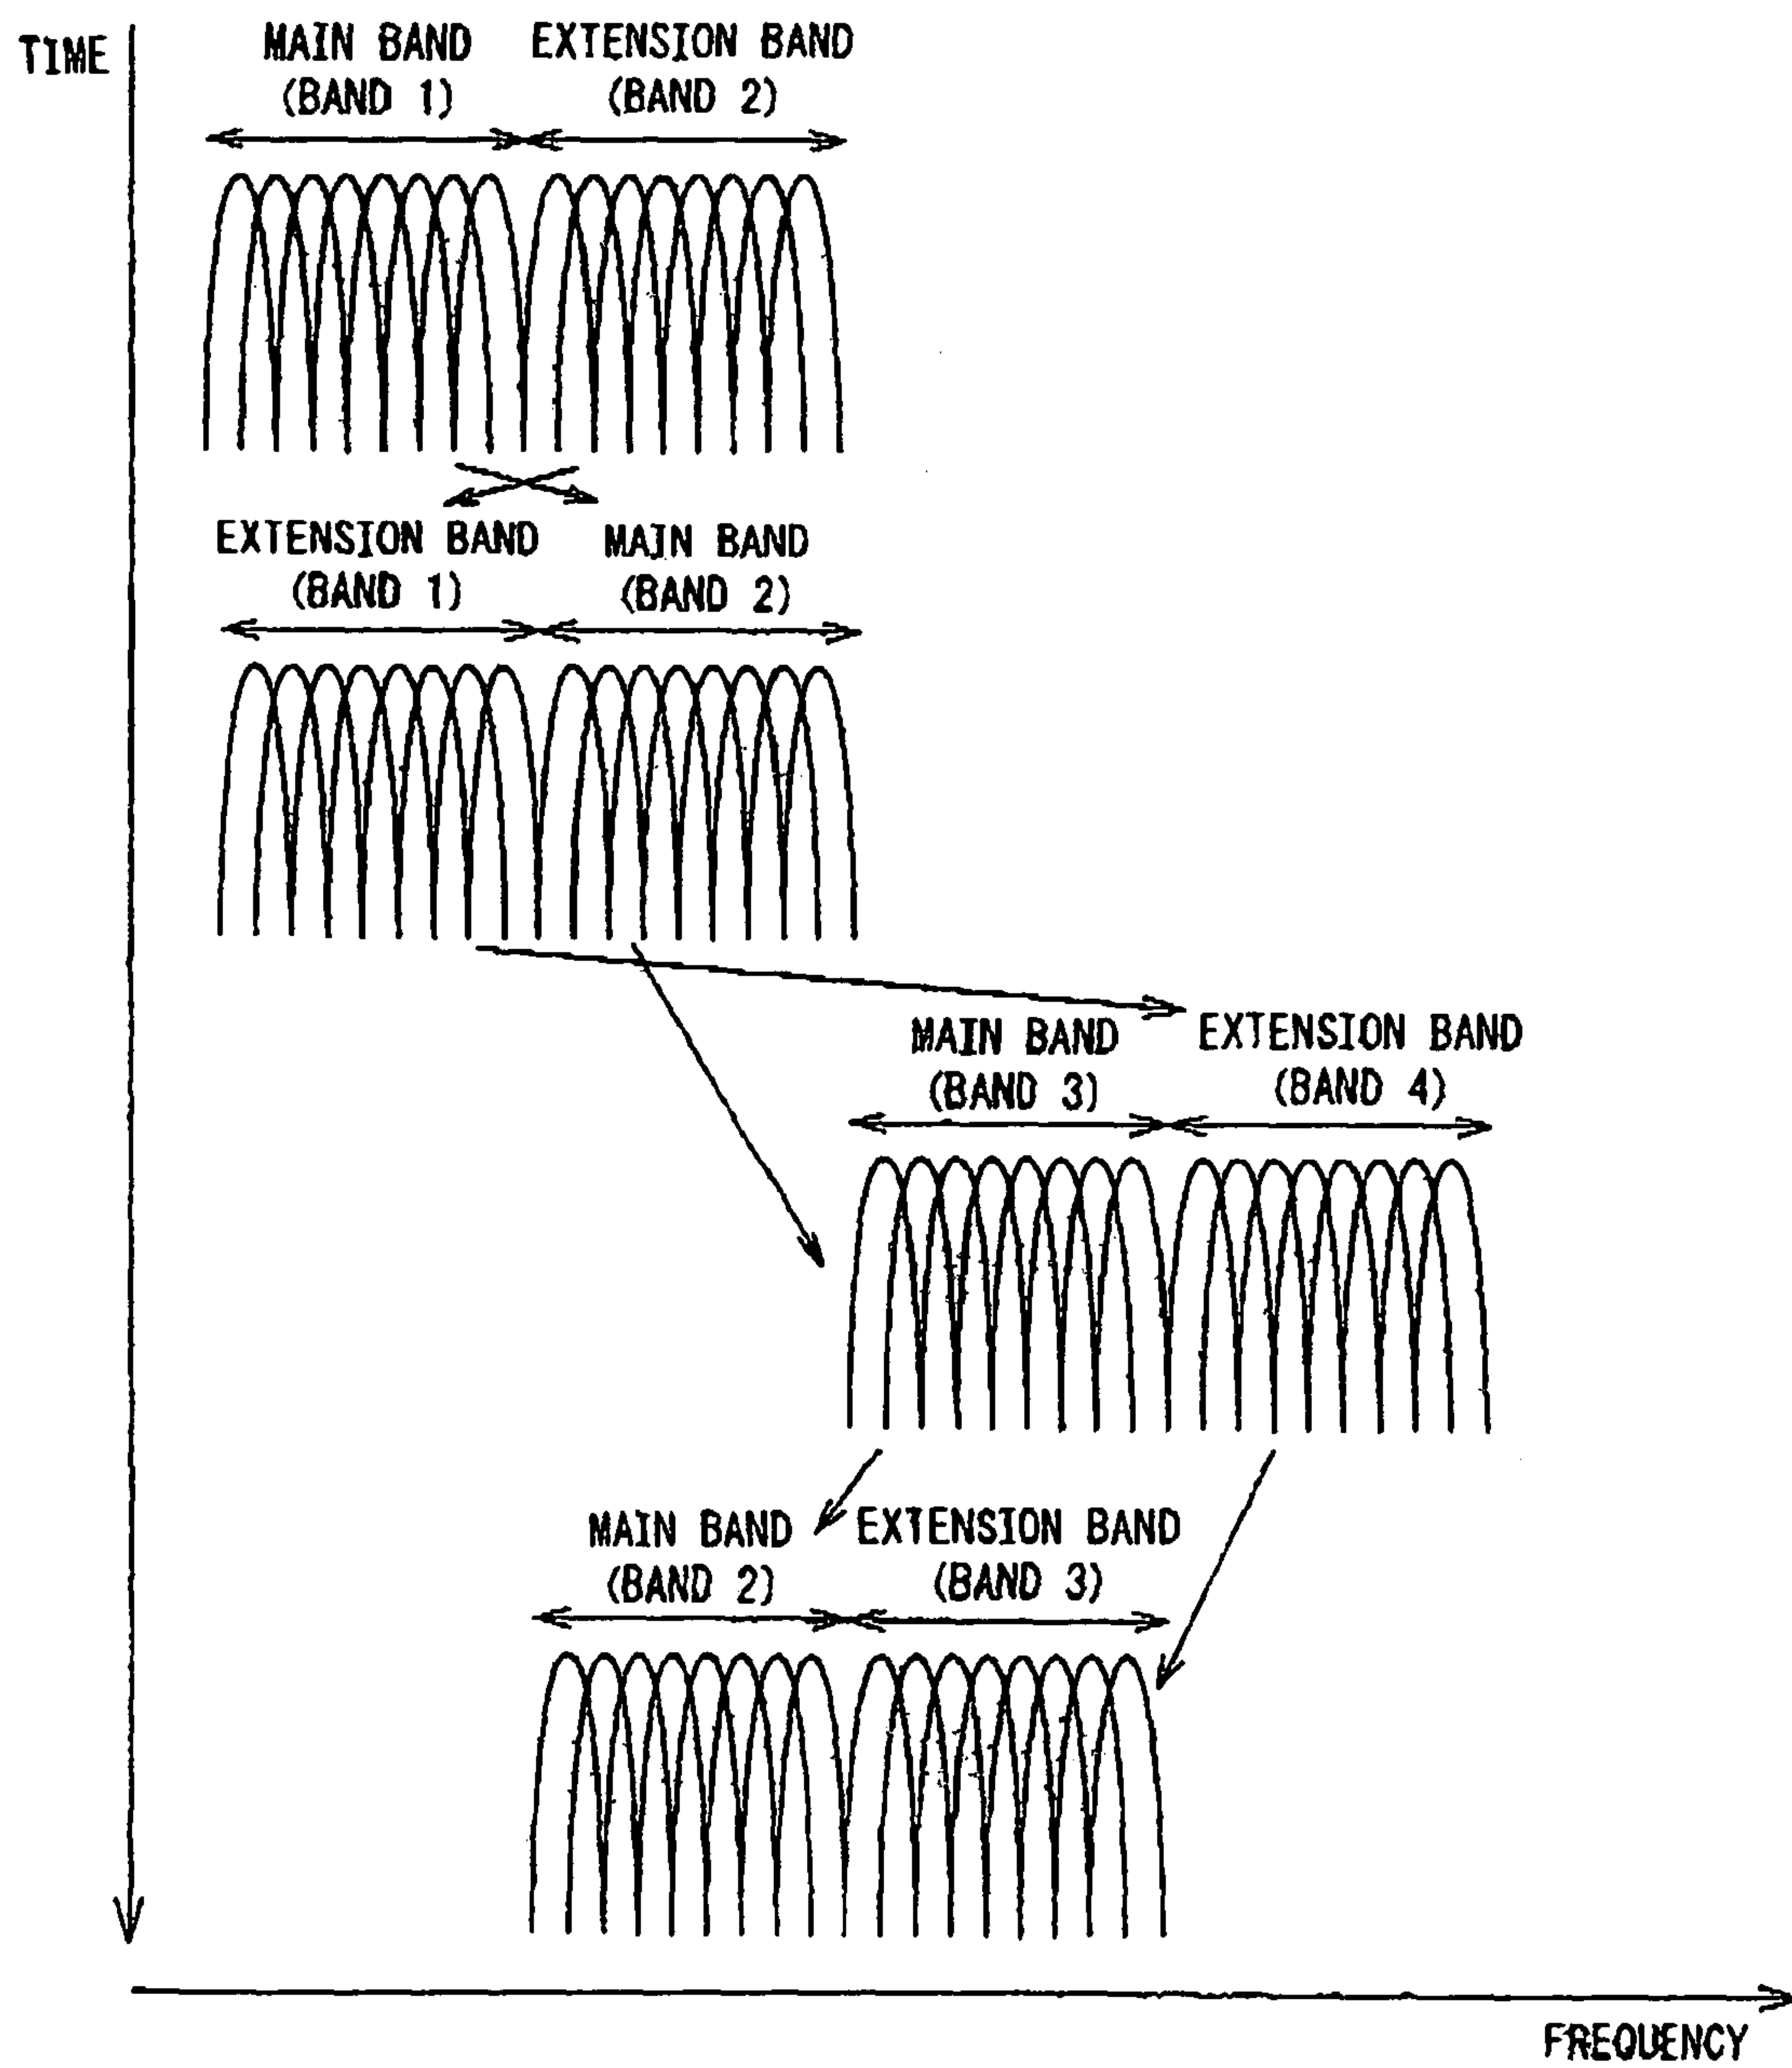 TIME
MAIN BAND
(BAND 1)
EXTENSION BAND
(BAND 2)
EXTENSION BAND
(BAND 1)
MAIN BAND
(BAND 2)
MAIN BAND
(BAND 3)
EXTENSION BAND
(BAND 4)
MAIN BAND
(BAND 2)
EXTENSION BAND
(BAND 3)
FREQUENCY